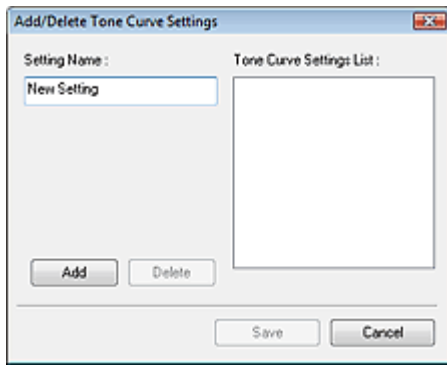 Add/Delete Tone Curve Settings
Setting Name :
Tone Curve Settings List :
New Setting
Add
Delete
Save
Cancel